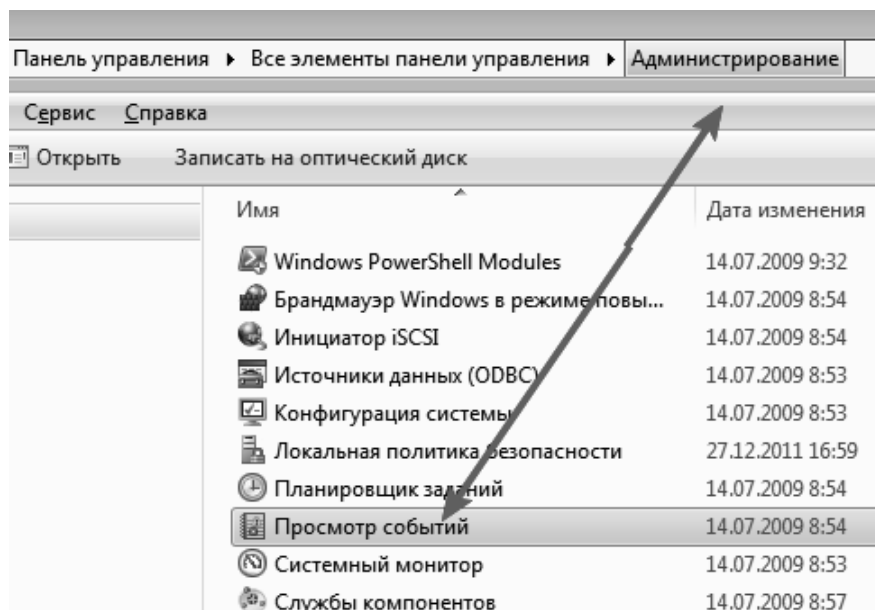 Панель управления ▸ Все элементы панели управления ▸ Администрирование
Сервис Справка
Открыть Записать на оптический диск
Имя Дата изменения
Windows PowerShell Modules 14.07.2009 9:32
Брандмауэр Windows в режиме повы... 14.07.2009 8:54
Инициатор iSCSI 14.07.2009 8:54
Источники данных (ODBC) 14.07.2009 8:53
Конфигурация системы 14.07.2009 8:53
Локальная политика безопасности 27.12.2011 16:59
Планировщик заданий 14.07.2009 8:54
Просмотр событий 14.07.2009 8:54
Системный монитор 14.07.2009 8:53
Службы компонентов 14.07.2009 8:57